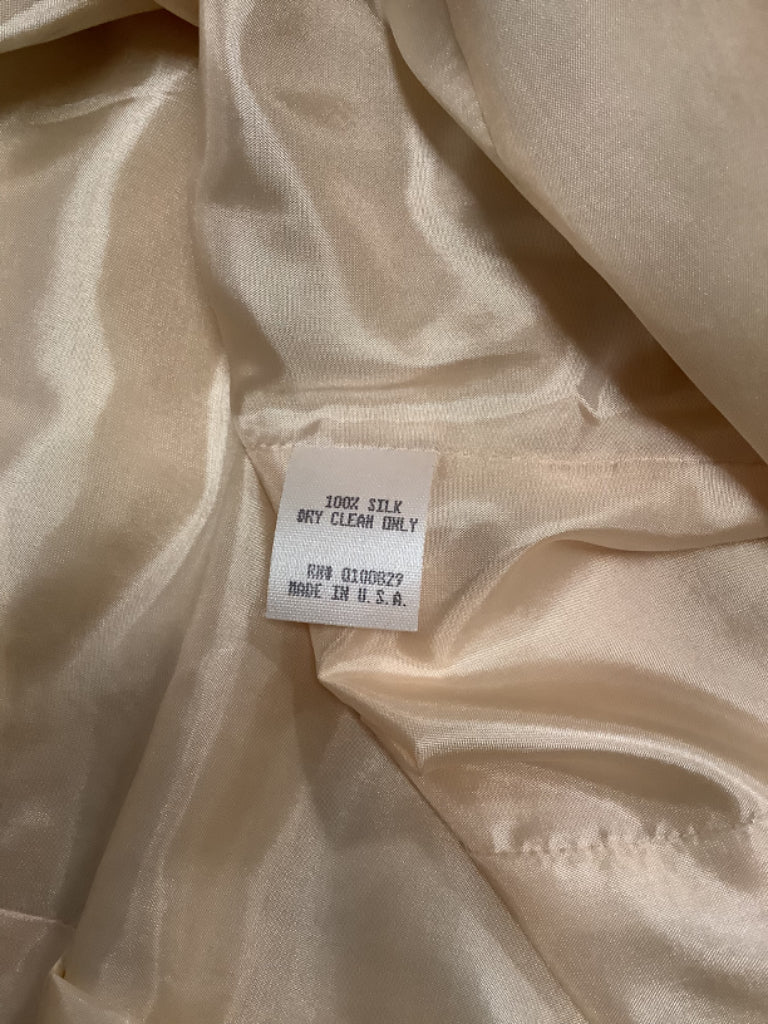 100% SILK
DRY CLEAN ONLY
RN# 0100829
MADE IN U.S.A.